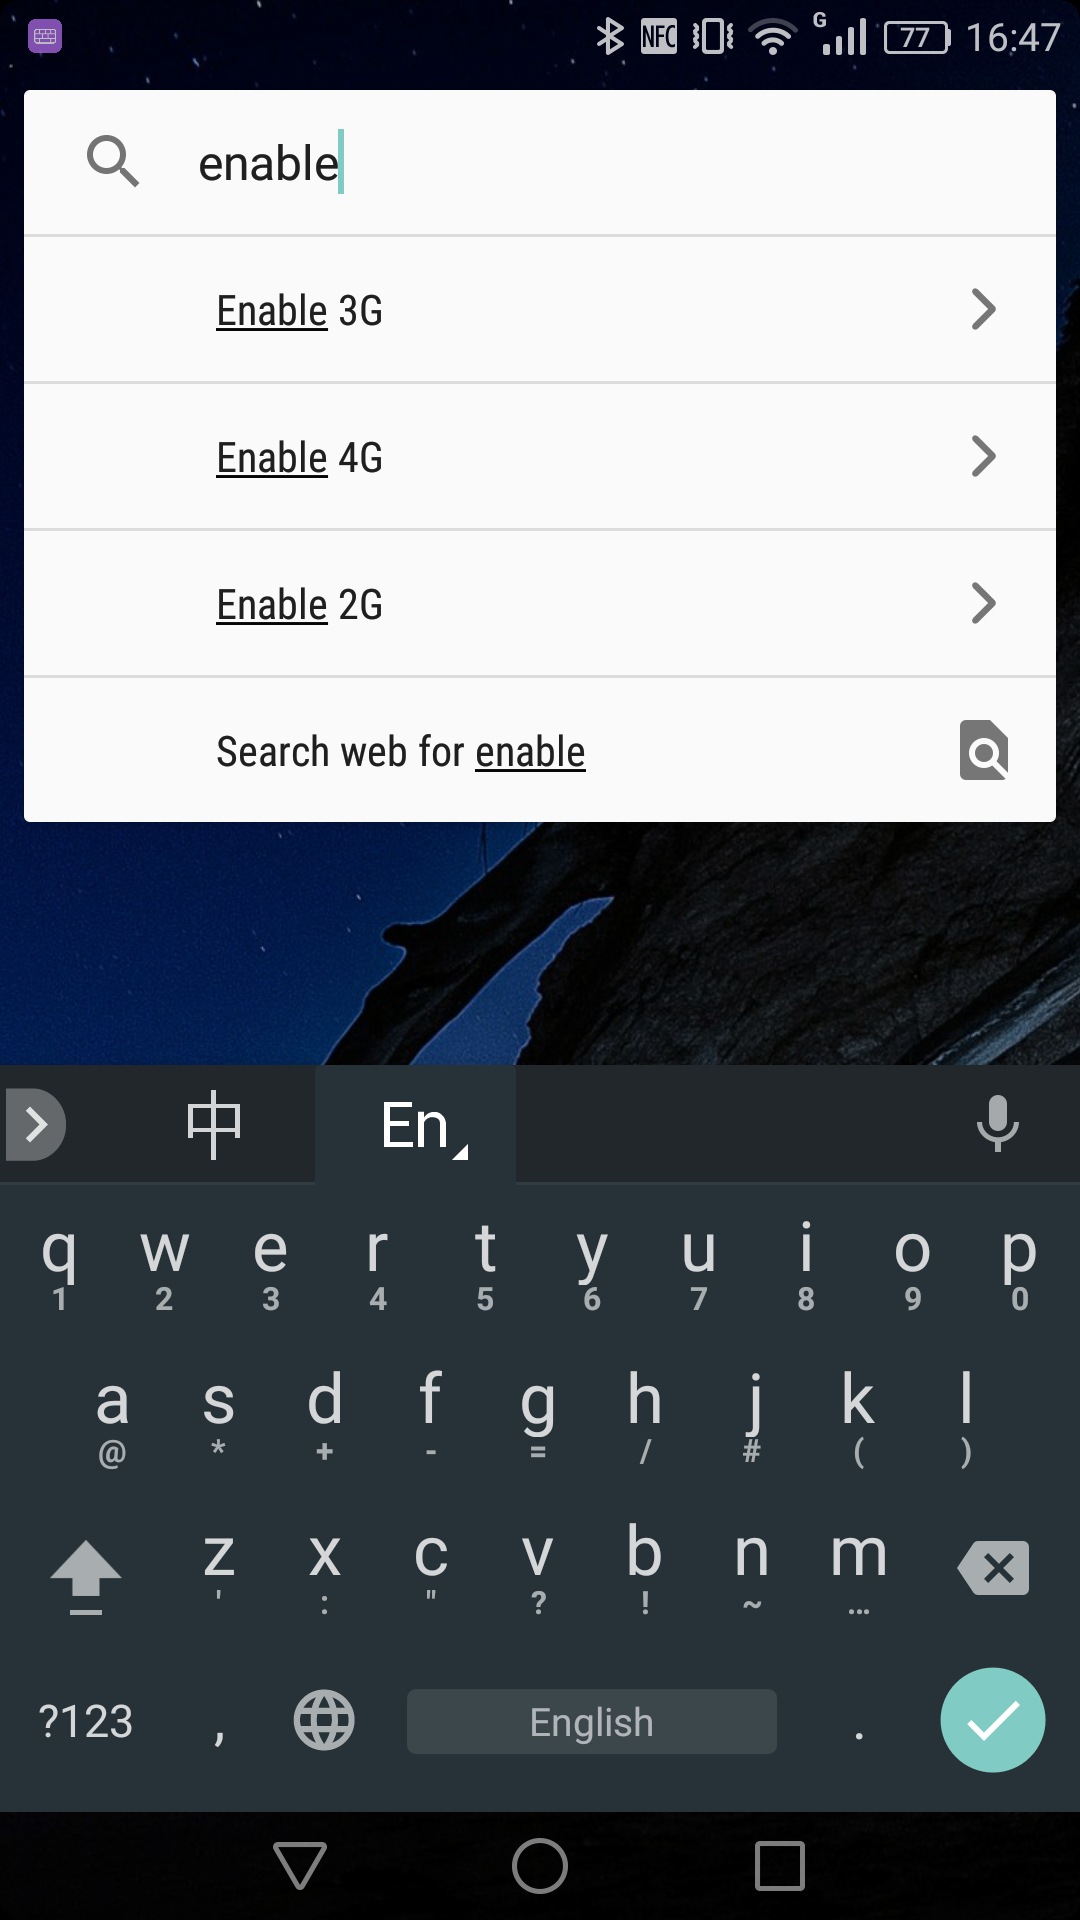 NFC G 77 16:47
enable
Enable 3G
Enable 4G
Enable 2G
Search web for enable
中 En
q w e r t y u i o p
1 2 3 4 5 6 7 8 9 0
a s d f g h j k l
@ * + - = / # ( )
z x c v b n m
' : " ? ! ~ …
?123 , English .